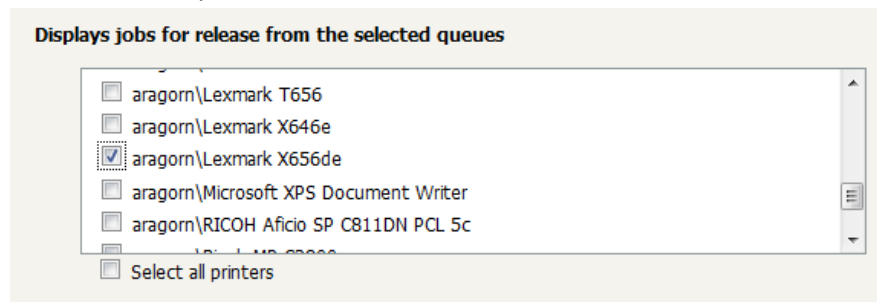 Displays jobs for release from the selected queues
aragorn\Lexmark T656
aragorn\Lexmark X646e
aragorn\Lexmark X656de
aragorn\Microsoft XPS Document Writer
aragorn\RICOH Aficio SP C811DN PCL 5c
Select all printers